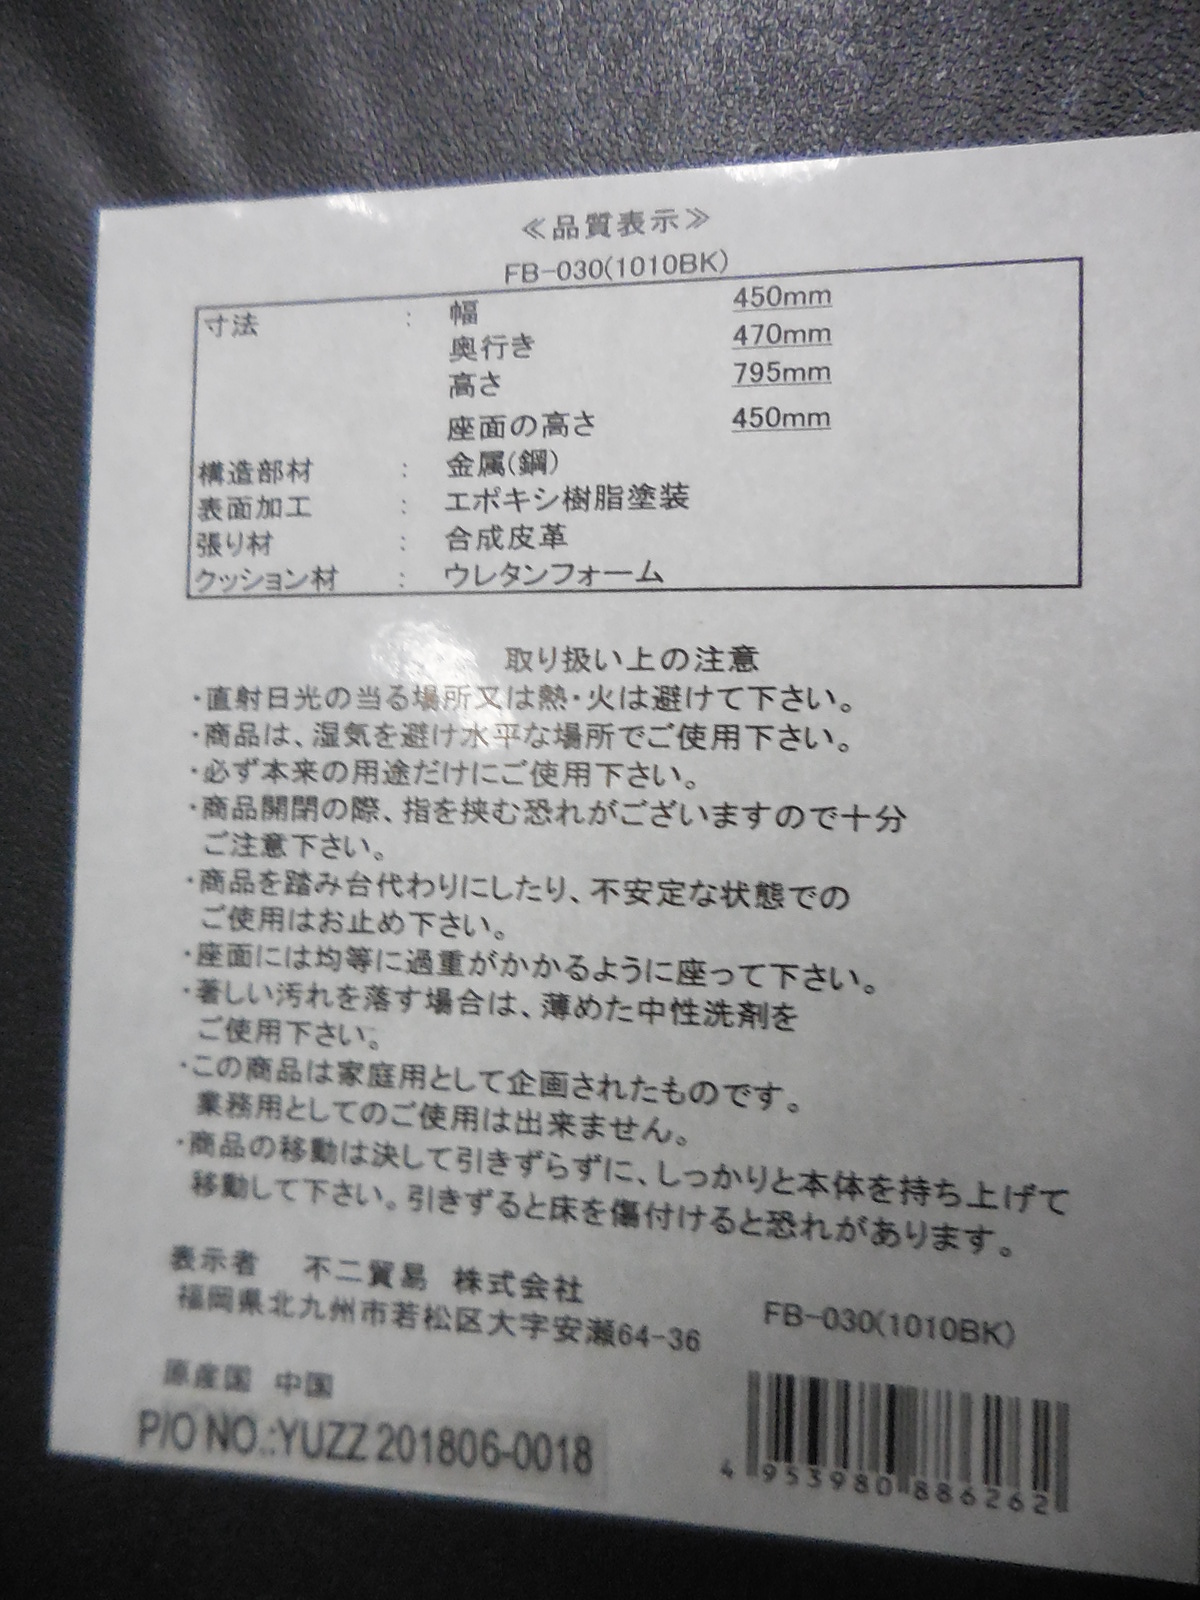 ≪品質表示≫
FB-030(1010BK)
寸法 : 幅 450mm
奥行き 470mm
高さ 795mm
座面の高さ 450mm
構造部材 : 金属(鋼)
表面加工 : エポキシ樹脂塗装
張り材 : 合成皮革
クッション材 : ウレタンフォーム
取り扱い上の注意
・直射日光の当る場所又は熱・火は避けて下さい。
・商品は、湿気を避け水平な場所でご使用下さい。
・必ず本来の用途だけにご使用下さい。
・商品開閉の際、指を挟む恐れがございますので十分
ご注意下さい。
・商品を踏み台代わりにしたり、不安定な状態での
ご使用はお止め下さい。
・座面には均等に過重がかかるように座って下さい。
・著しい汚れを落す場合は、薄めた中性洗剤を
ご使用下さい。
・この商品は家庭用として企画されたものです。
業務用としてのご使用は出来ません。
・商品の移動は決して引きずらずに、しっかりと本体を持ち上げて
移動して下さい。引きずると床を傷付けると恐れがあります。
表示者 不二貿易 株式会社
福岡県北九州市若松区大字安瀬64-36
FB-030(1010BK)
原産国 中国
P/O NO.:YUZZ 201806-0018
4 953980 886262